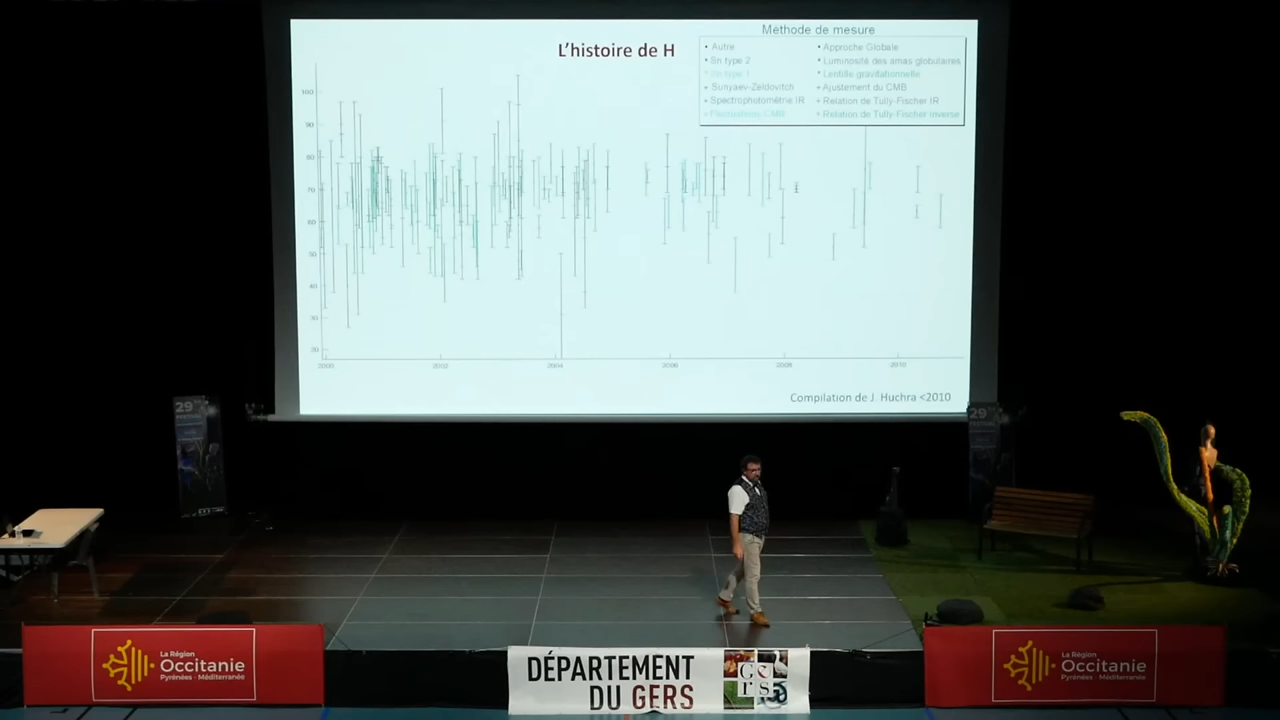 L'histoire de H
Methode de mesure
• Autre
• Sn type 2
• Sn type 1
+ Sunyaev-Zeldovitch
+ Spectrophotométrie IR
+ Fluctuations CMB
• Approche Globale
• Luminosité des amas globulaires
• Lentille gravitationnelle
+ Ajustement du CMB
+ Relation de Tully-Fischer IR
+ Relation de Tully-Fischer inverse
100
90
80
70
60
50
40
30
20
2000
2002
2004
2006
2008
2010
Compilation de J. Huchra <2010
29
FESTIVAL
29
FESTIVAL
La Région
Occitanie
Pyrénées - Méditerranée
DÉPARTEMENT
DU GERS
G
rs
La Région
Occitanie
Pyrénées - Méditerranée